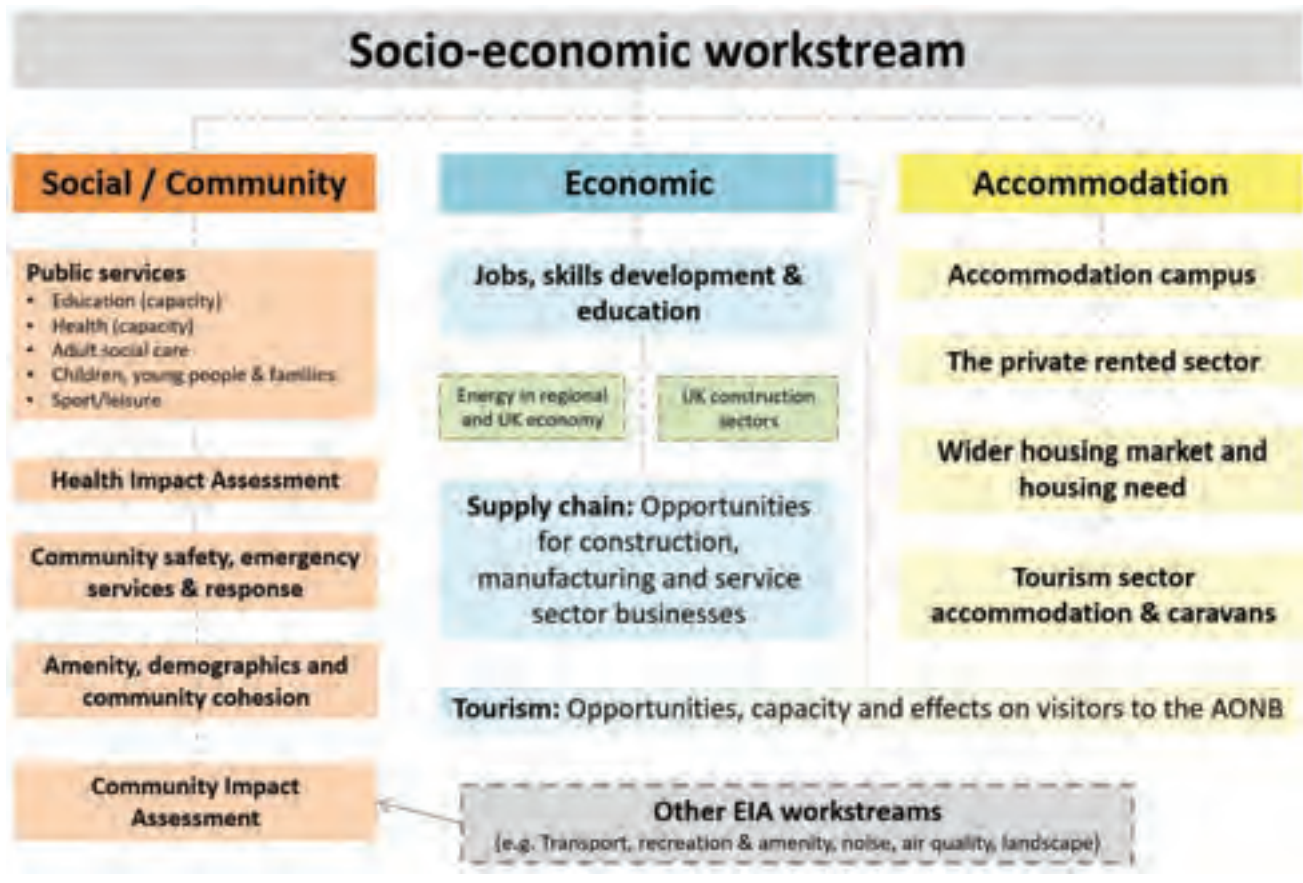 Socio-economic workstream
Social / Community
Public services
• Education (capacity)
• Health (capacity)
• Adult social care
• Children, young people & families
• Sport/leisure
Health Impact Assessment
Community safety, emergency
services & response
Amenity, demographics and
community cohesion
Community Impact
Assessment
Economic
Jobs, skills development &
education
Energy in regional
and UK economy
UK construction
sectors
Supply chain: Opportunities
for construction,
manufacturing and service
sector businesses
Accommodation
Accommodation campus
The private rented sector
Wider housing market and
housing need
Tourism sector
accommodation & caravans
Tourism: Opportunities, capacity and effects on visitors to the AONB
Other EIA workstreams
(e.g. Transport, recreation & amenity, noise, air quality, landscape)